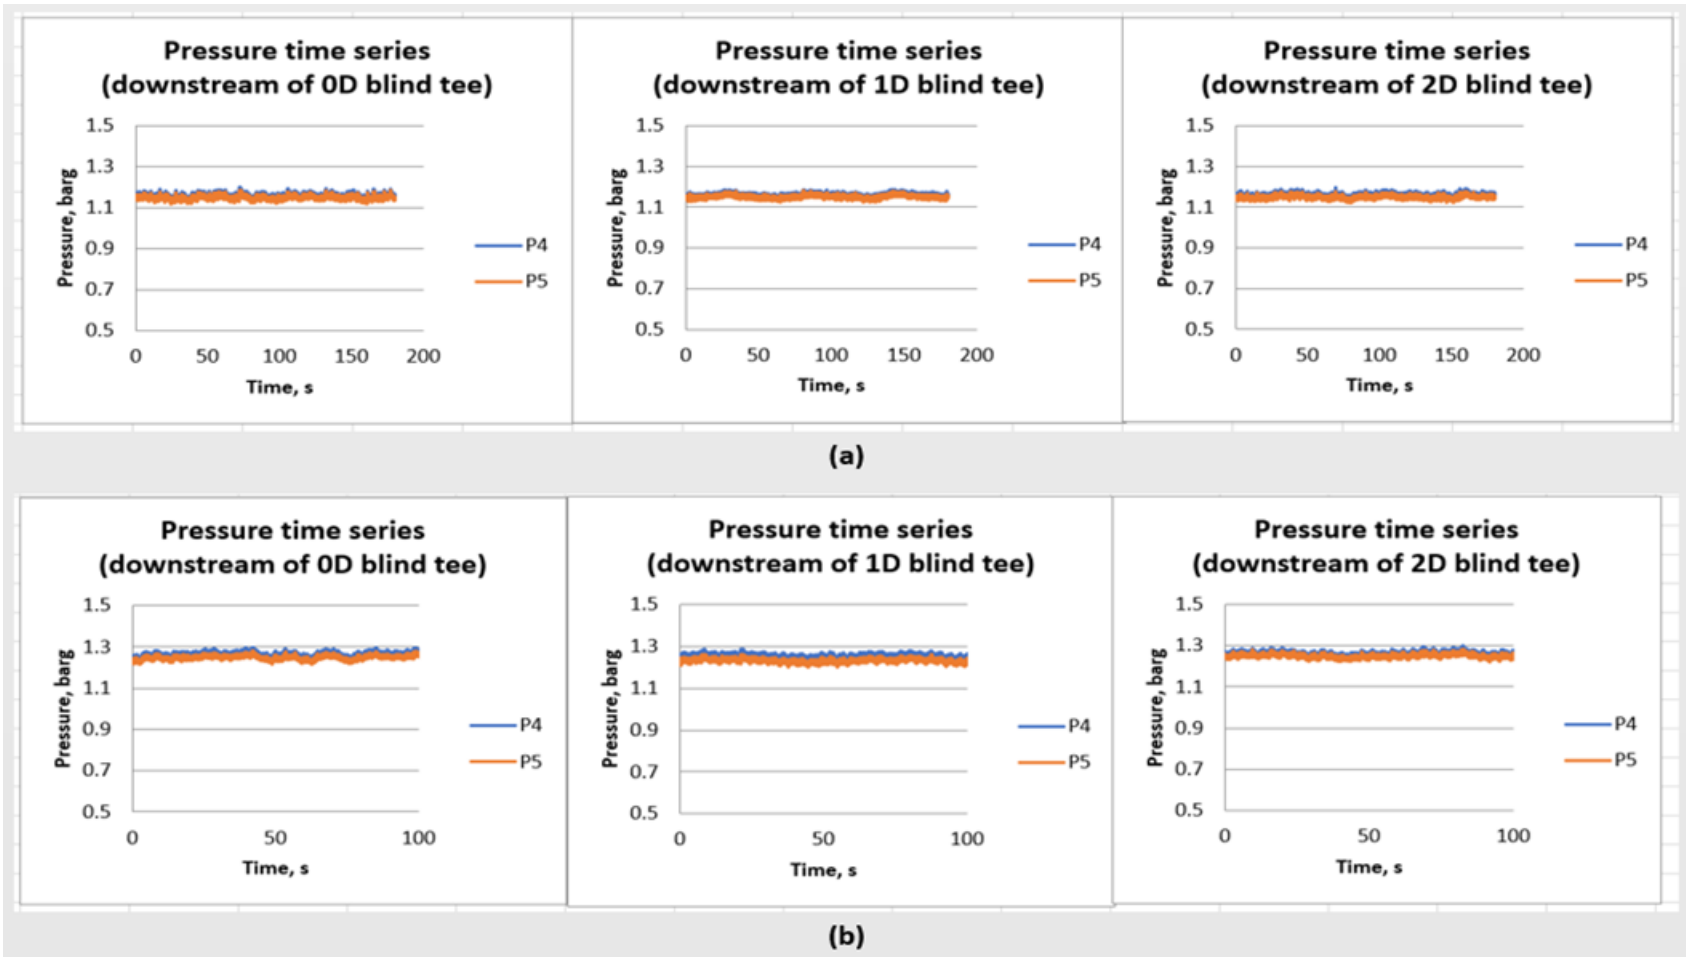 Pressure time series
(downstream of 0D blind tee)
1.5
1.3
1.1
0.9
0.7
0.5
Pressure, barg
0 50 100 150 200
Time, s
P4
P5
Pressure time series
(downstream of 1D blind tee)
1.5
1.3
1.1
0.9
0.7
0.5
Pressure, barg
0 50 100 150 200
Time, s
P4
P5
Pressure time series
(downstream of 2D blind tee)
1.5
1.3
1.1
0.9
0.7
0.5
Pressure, barg
0 50 100 150 200
Time, s
P4
P5
(a)
Pressure time series
(downstream of 0D blind tee)
1.5
1.3
1.1
0.9
0.7
0.5
Pressure, barg
0 50 100
Time, s
P4
P5
Pressure time series
(downstream of 1D blind tee)
1.5
1.3
1.1
0.9
0.7
0.5
Pressure, barg
0 50 100
Time, s
P4
P5
Pressure time series
(downstream of 2D blind tee)
1.5
1.3
1.1
0.9
0.7
0.5
Pressure, barg
0 50 100
Time, s
P4
P5
(b)